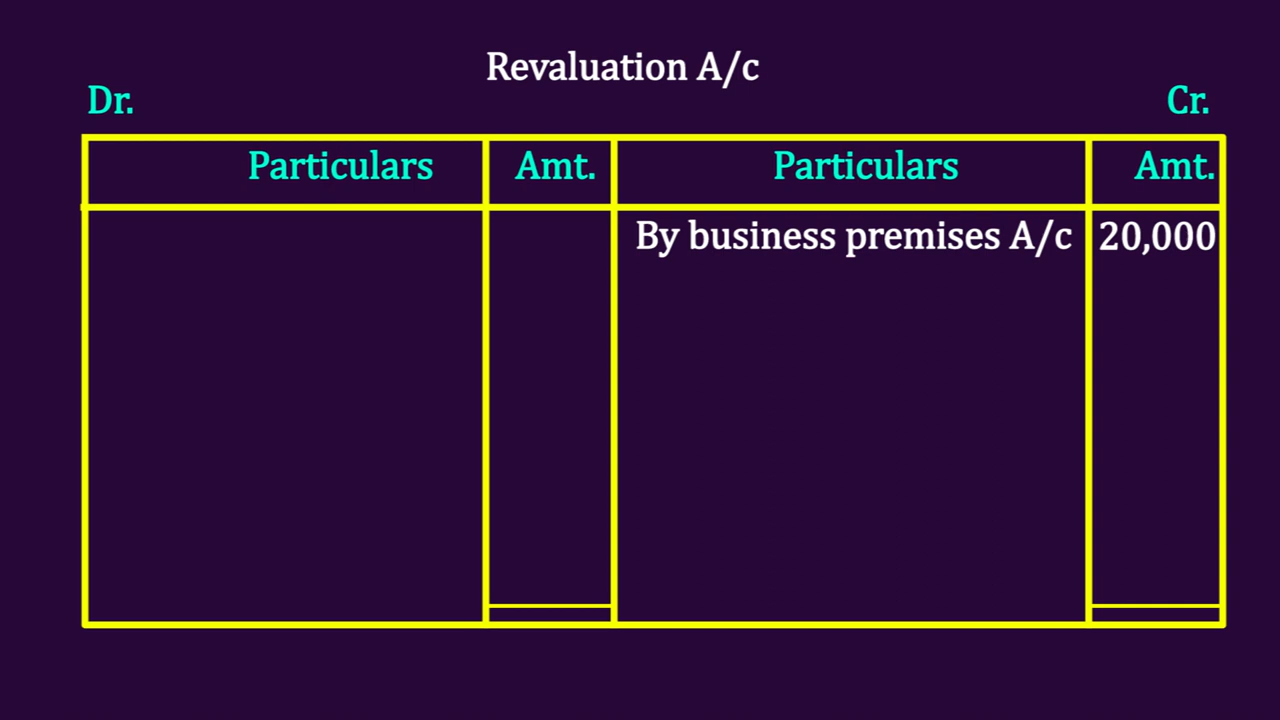 Revaluation A/c
Dr. Cr.
Particulars Amt. Particulars Amt.
By business premises A/c 20,000